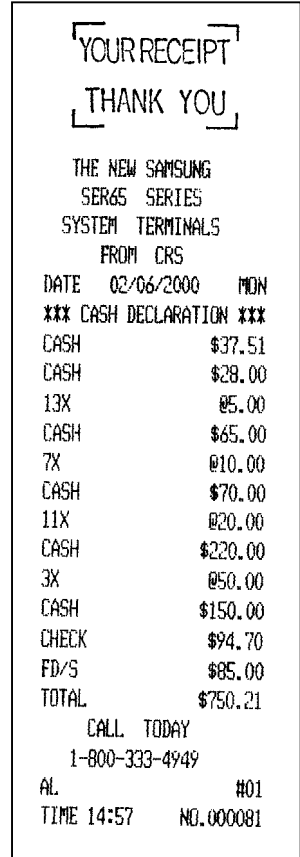 YOUR RECEIPT
THANK YOU
THE NEW SAMSUNG
SER65 SERIES
SYSTEM TERMINALS
FROM CRS
DATE 02/06/2000 MON
*** CASH DECLARATION ***
CASH $37.51
CASH $28.00
13X @5.00
CASH $65.00
7X @10.00
CASH $70.00
11X @20.00
CASH $220.00
3X @50.00
CASH $150.00
CHECK $94.70
FD/S $85.00
TOTAL $750.21
CALL TODAY
1-800-333-4949
AL #01
TIME 14:57 NO.000081